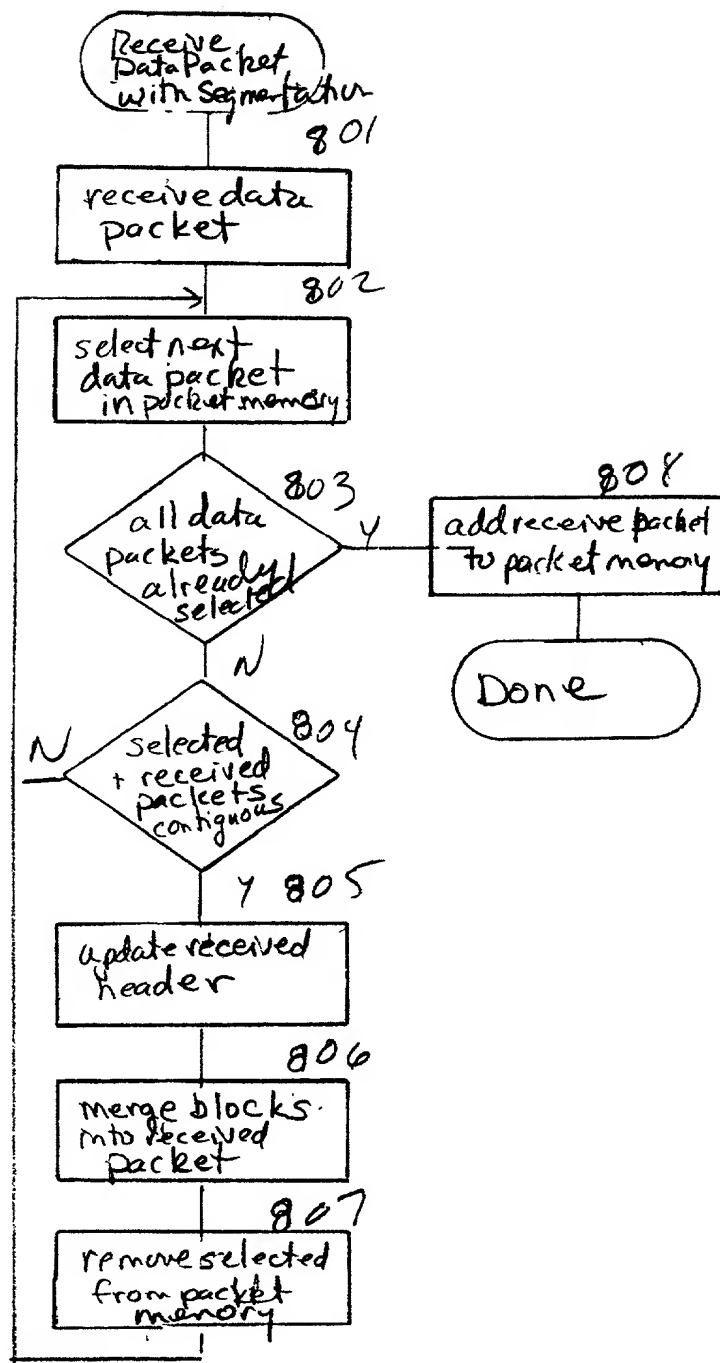 Receive
Data Packet
with Segmentation
801
receive data
packet
802
select next
data packet
in packet memory
803
all data
packets
already
selected
Y
808
add receive packet
to packet memory
Done
N
804
N
selected
+ received
packets
contiguous
Y 805
update received
header
806
merge blocks
into received
packet
807
remove selected
from packet
memory